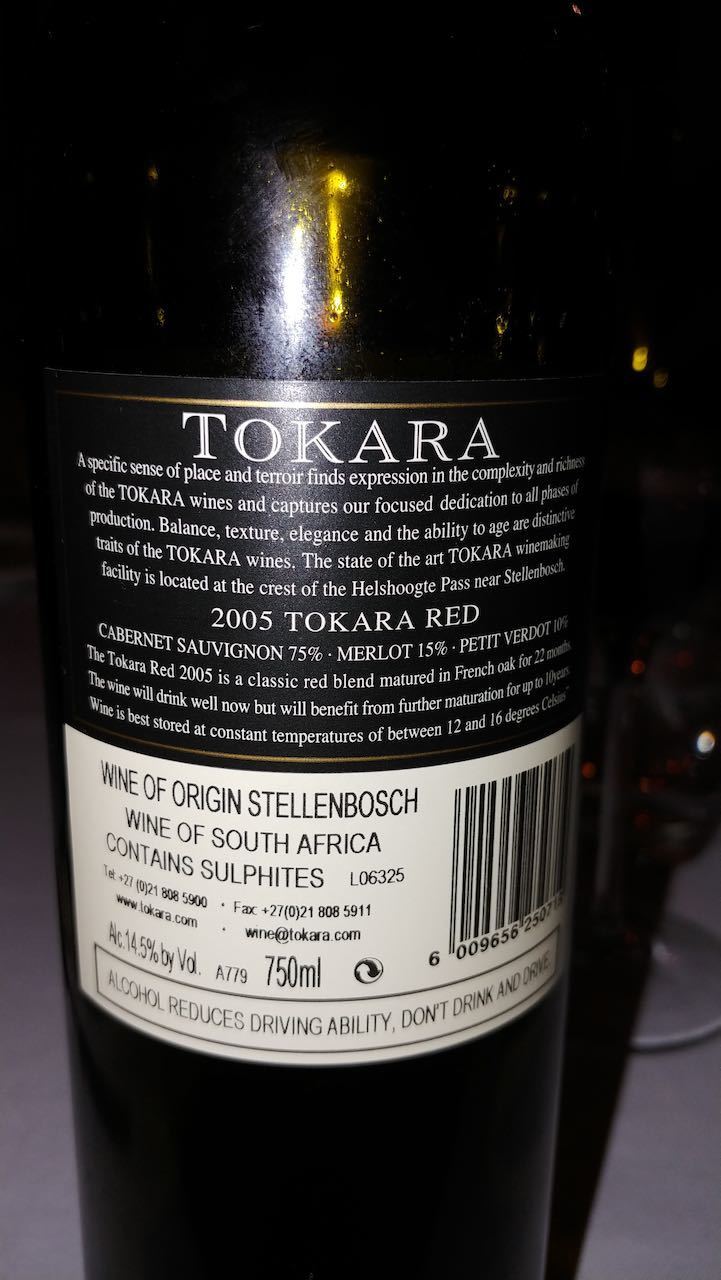 TOKARA
A specific sense of place and terroir finds expression in the complexity and richness
of the TOKARA wines and captures our focused dedication to all phases of
production. Balance, texture, elegance and the ability to age are distinctive
traits of the TOKARA wines. The state of the art TOKARA winemaking
facility is located at the crest of the Helshoogte Pass near Stellenbosch.
2005 TOKARA RED
CABERNET SAUVIGNON 75% · MERLOT 15% · PETIT VERDOT 10%
The Tokara Red 2005 is a classic red blend matured in French oak for 22 months.
The wine will drink well now but will benefit from further maturation for up to 10years.
Wine is best stored at constant temperatures of between 12 and 16 degrees Celsius"
WINE OF ORIGIN STELLENBOSCH
WINE OF SOUTH AFRICA
CONTAINS SULPHITES L06325
Tel: +27 (0)21 808 5900 · Fax: +27(0)21 808 5911
www.tokara.com · wine@tokara.com
Alc.14.5% by Vol. A779 750ml
6 009656
ALCOHOL REDUCES DRIVING ABILITY, DON'T DRINK AND DRIVE